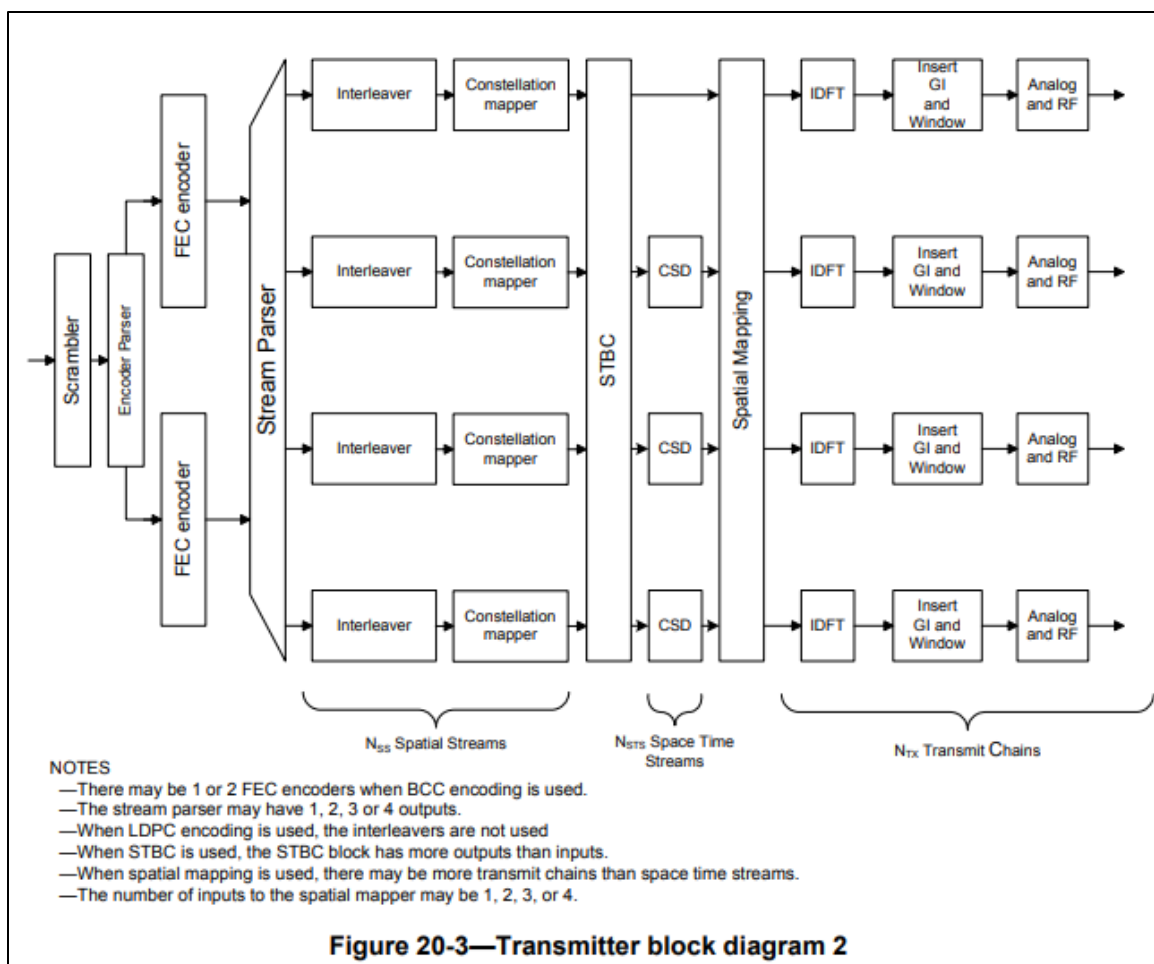 Scrambler
Encoder Parser
FEC encoder
FEC encoder
Stream Parser
Interleaver
Constellation
mapper
Interleaver
Constellation
mapper
Interleaver
Constellation
mapper
Interleaver
Constellation
mapper
STBC
CSD
CSD
CSD
Spatial Mapping
IDFT
Insert
GI
and
Window
Analog
and RF
IDFT
Insert
GI and
Window
Analog
and RF
IDFT
Insert
GI and
Window
Analog
and RF
IDFT
Insert
GI and
Window
Analog
and RF
NSS Spatial Streams
NSTS Space Time
Streams
NTX Transmit Chains
NOTES
—There may be 1 or 2 FEC encoders when BCC encoding is used.
—The stream parser may have 1, 2, 3 or 4 outputs.
—When LDPC encoding is used, the interleavers are not used
—When STBC is used, the STBC block has more outputs than inputs.
—When spatial mapping is used, there may be more transmit chains than space time streams.
—The number of inputs to the spatial mapper may be 1, 2, 3, or 4.
Figure 20-3—Transmitter block diagram 2